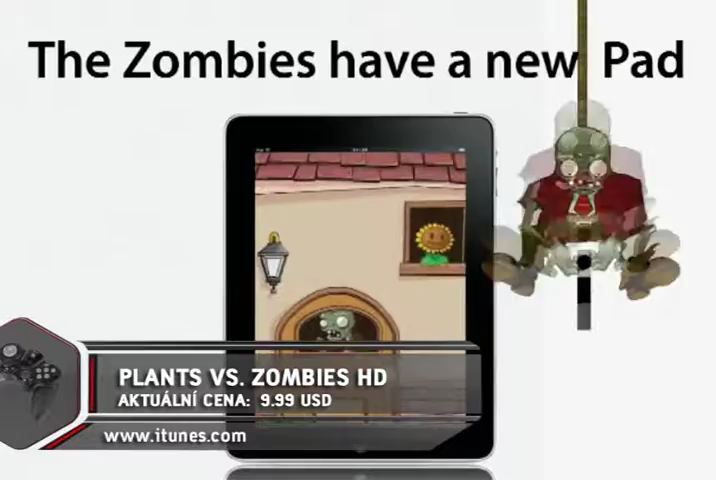 The Zombies have a new Pad
PLANTS VS. ZOMBIES HD
AKTUÁLNÍ CENA: 9.99 USD
www.itunes.com